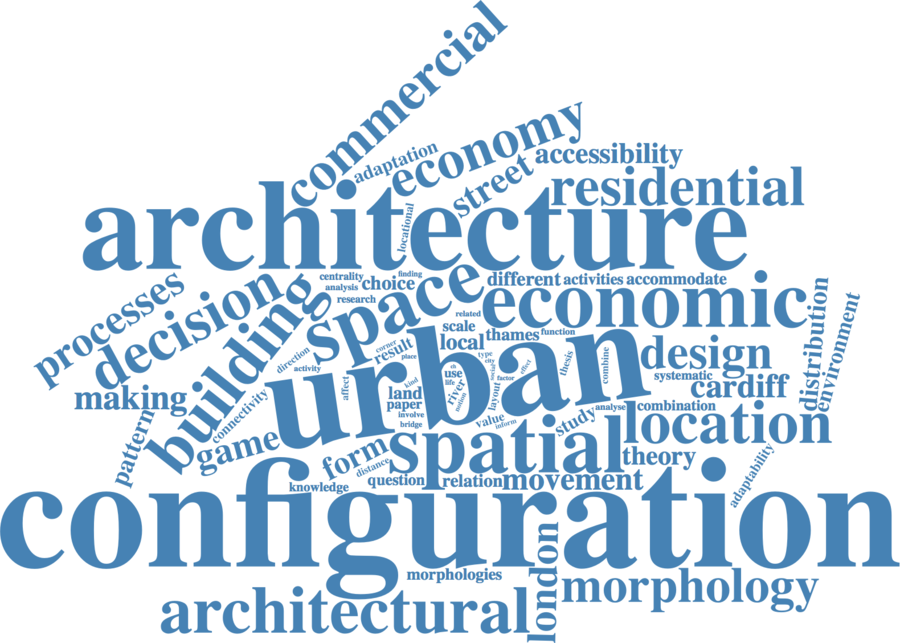 commercial
adaptation
economy
street
accessibility
residential
architecture
locational
processes
decision
building
centrality
finding
analysis
choice
research
space
different
activities
accommodate
economic
distribution
environment
related
scale
function
local
thames
urban
corner
result
place
direction
activity
affect
connectivity
making
pattern
game
kind
land
paper
involve
bridge
use
life
river
notion
type
city
social
layout
factor
effect
value
inform
thesis
combine
design
systematic
cardiff
study
analyse
combination
location
form
distance
spatial
theory
question
relation
movement
knowledge
adaptability
configuration
morphologies
london
architectural
morphology